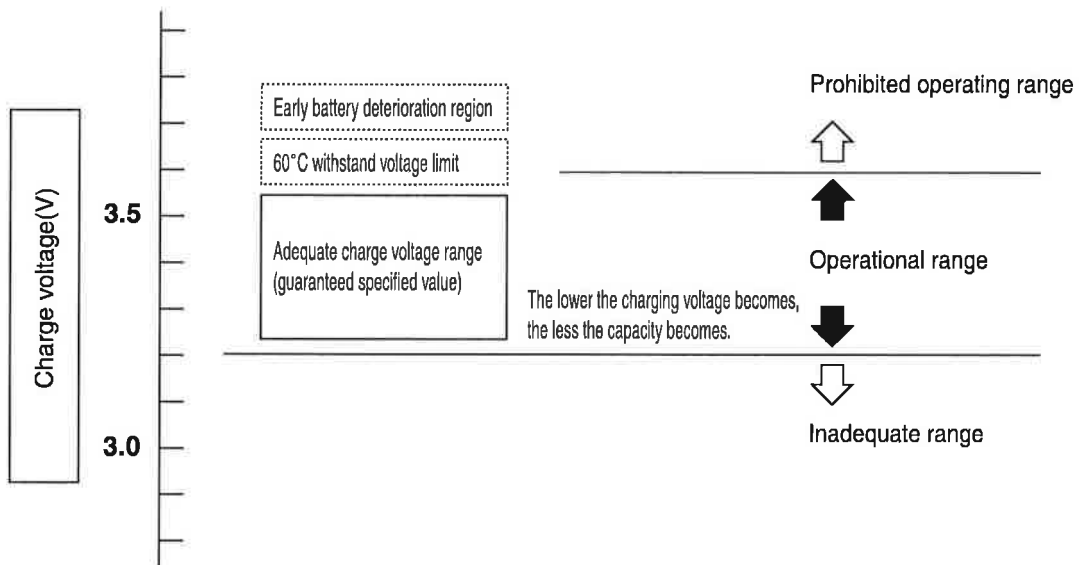 Charge voltage(V)
3.5
3.0
Early battery deterioration region
60°C withstand voltage limit
Adequate charge voltage range
(guaranteed specified value)
The lower the charging voltage becomes,
the less the capacity becomes.
Prohibited operating range
Operational range
Inadequate range